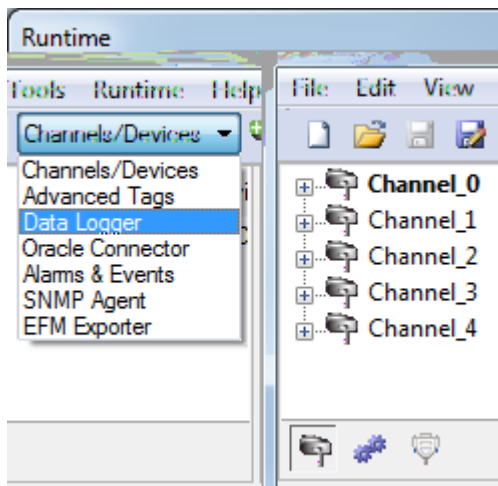 Runtime
Tools Runtime Help
File Edit View
Channels/Devices
Channels/Devices
Advanced Tags
Data Logger
Oracle Connector
Alarms & Events
SNMP Agent
EFM Exporter
Channel_0
Channel_1
Channel_2
Channel_3
Channel_4